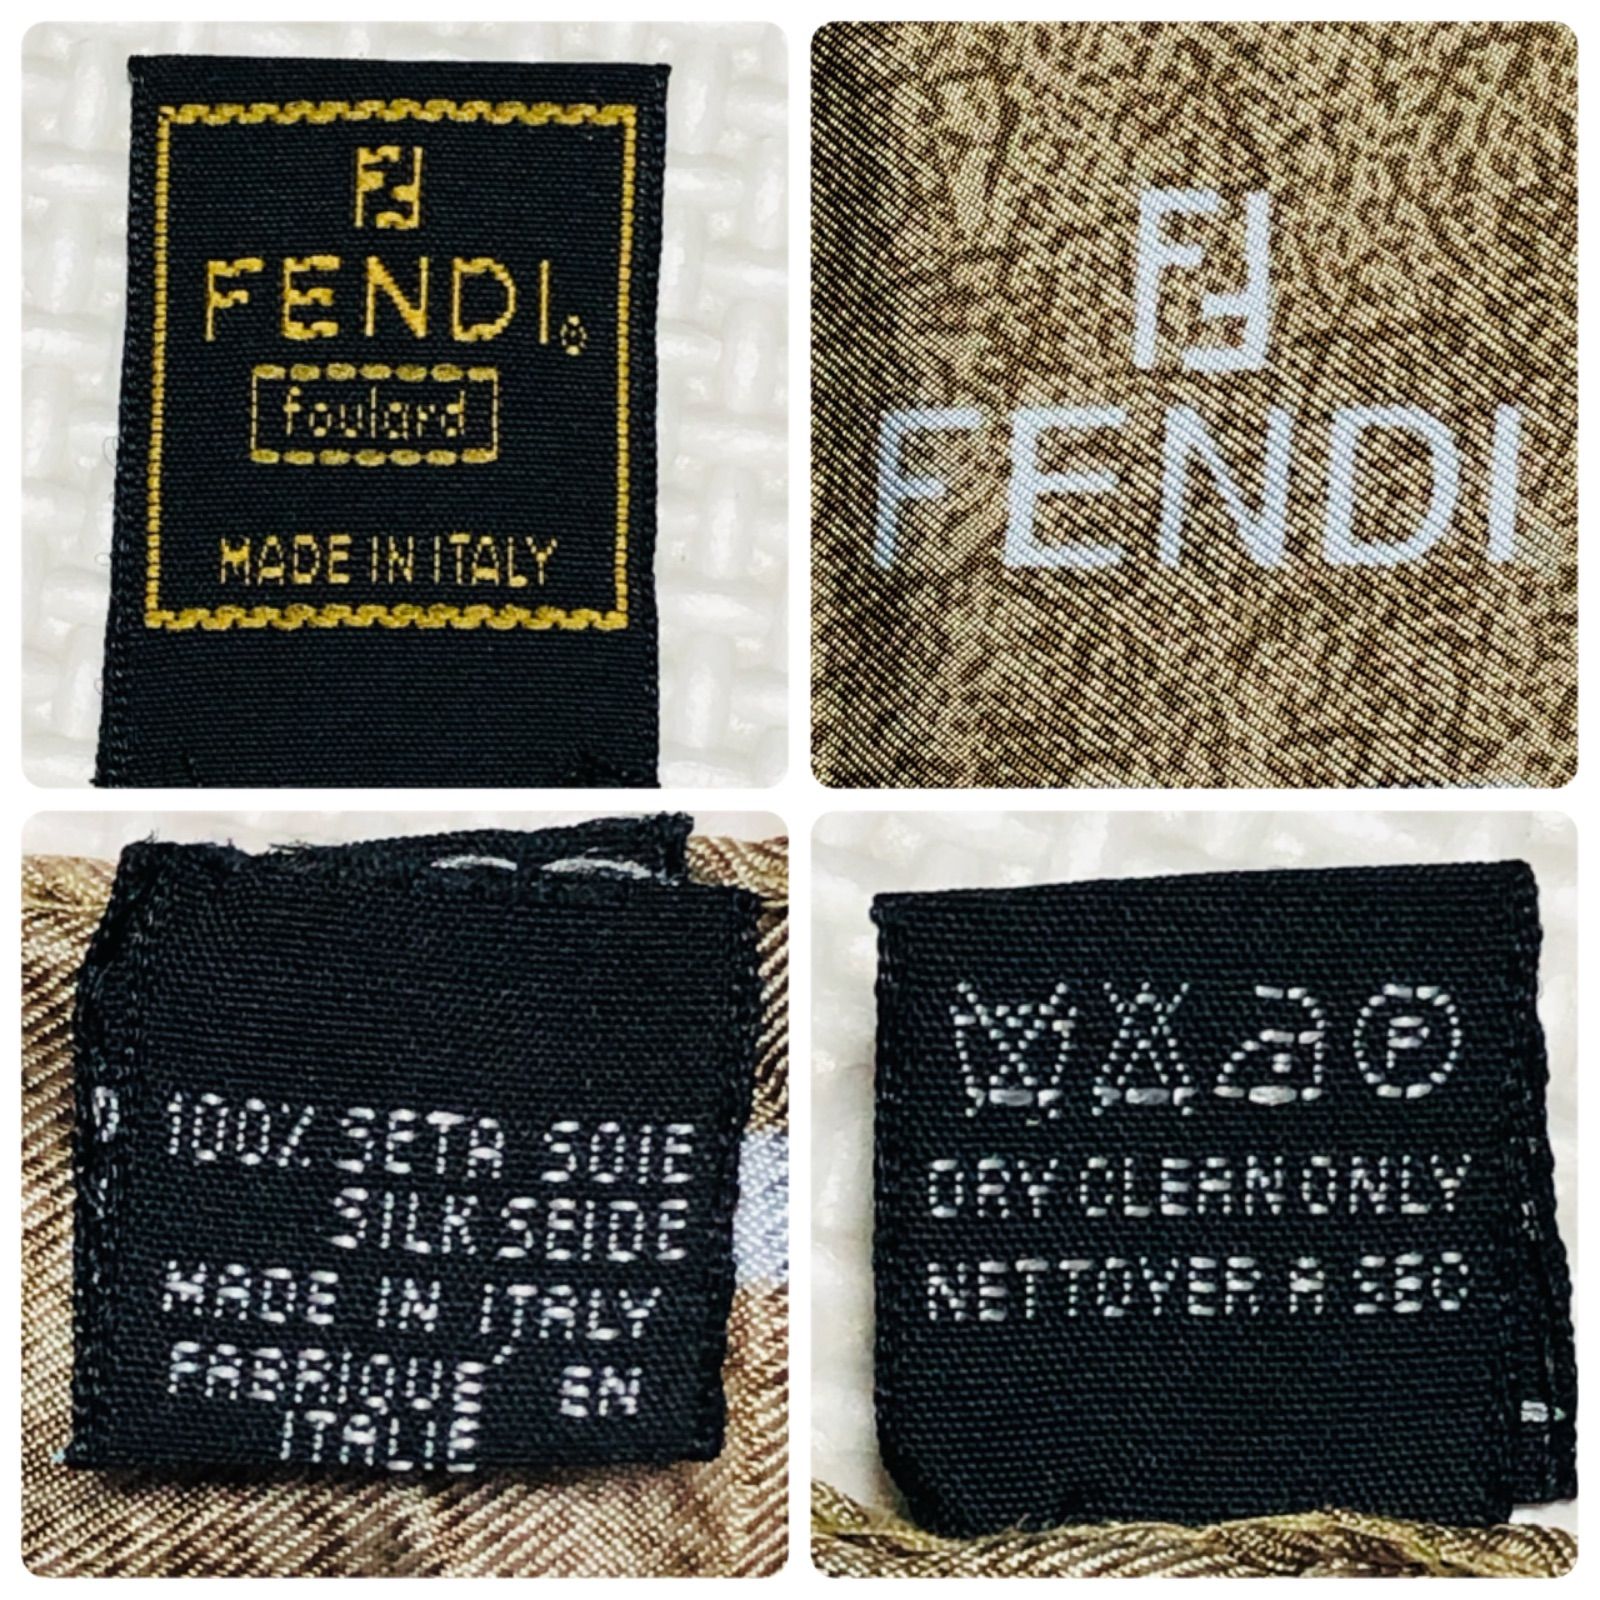 FF
FENDI®
foulard
MADE IN ITALY
FF
FENDI
100% SETA SOIE
SILK SEIDE
MADE IN ITALY
FABRIQUE' EN
ITALIE
P
DRY CLEAN ONLY
NETTOYER A SEC